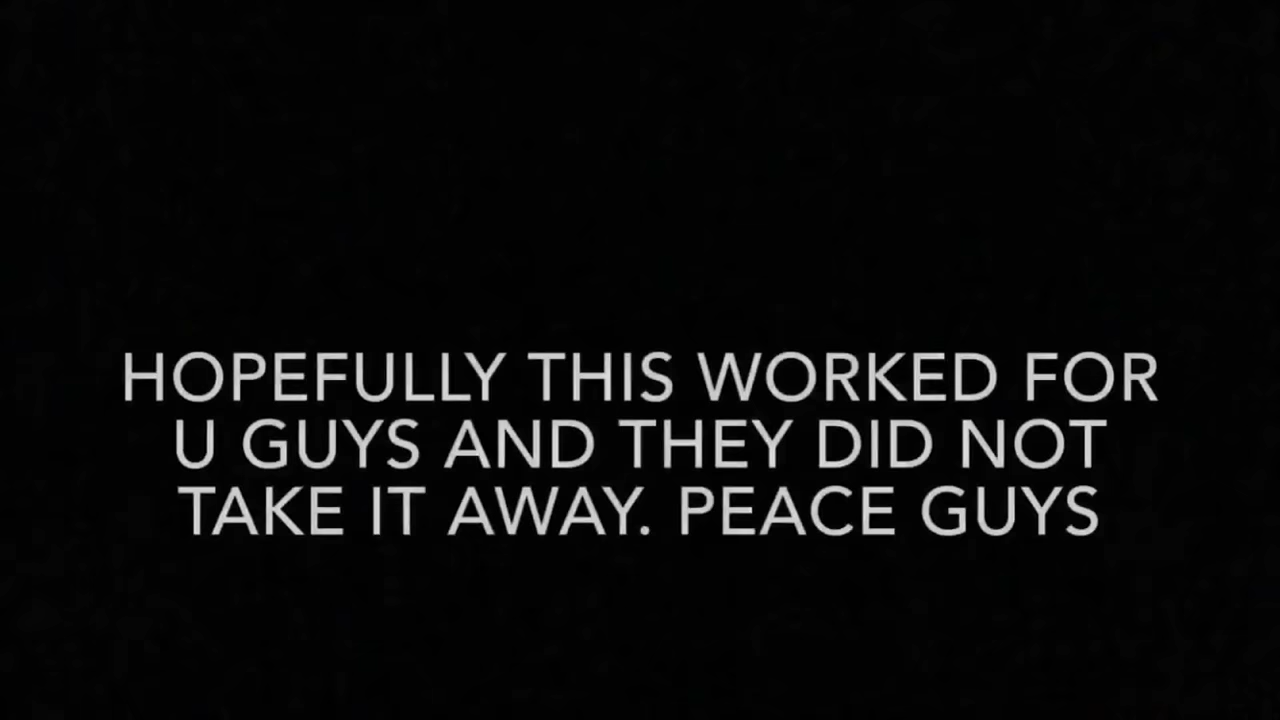 HOPEFULLY THIS WORKED FOR
U GUYS AND THEY DID NOT
TAKE IT AWAY. PEACE GUYS